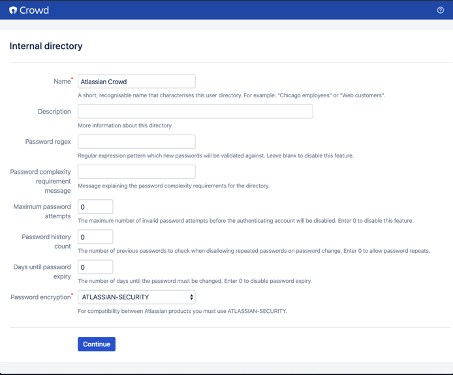 Crowd
Internal directory
Name*
Atlassian Crowd
A short, recognisable name that characterises this user directory. For example: "Chicago employees" or "Web customers".
Description
More information about this directory.
Password regex
Regular expression pattern which new passwords will be validated against. Leave blank to disable this feature.
Password complexity
requirement
message
Message explaining the password complexity requirements for the directory.
Maximum password
attempts
0
The maximum number of invalid password attempts before the authenticating account will be disabled. Enter 0 to disable this feature.
Password history
count
0
The number of previous passwords to check when disallowing repeated passwords on password change. Enter 0 to allow password repeats.
Days until password
expiry
0
The number of days until the password must be changed. Enter 0 to disable password expiry.
Password encryption*
ATLASSIAN-SECURITY
For compatibility between Atlassian products you must use ATLASSIAN-SECURITY.
Continue